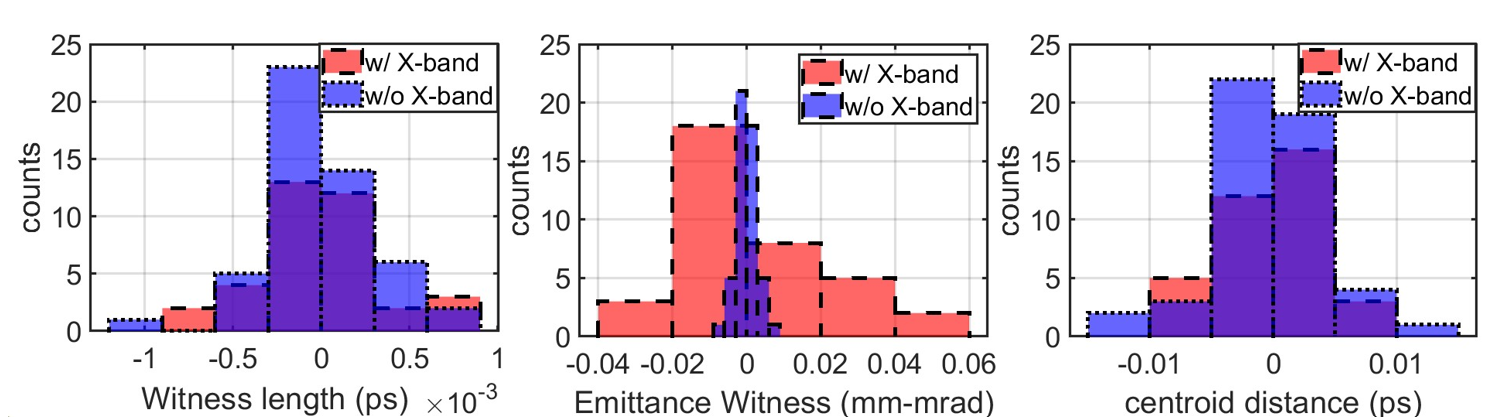 25
20
15
10
5
0
counts
-1 -0.5 0 0.5 1
Witness length (ps) ×10-3
w/ X-band
w/o X-band
25
20
15
10
5
0
counts
-0.04 -0.02 0 0.02 0.04 0.06
Emittance Witness (mm-mrad)
w/ X-band
w/o X-band
25
20
15
10
5
0
counts
-0.01 0 0.01
centroid distance (ps)
w/ X-band
w/o X-band